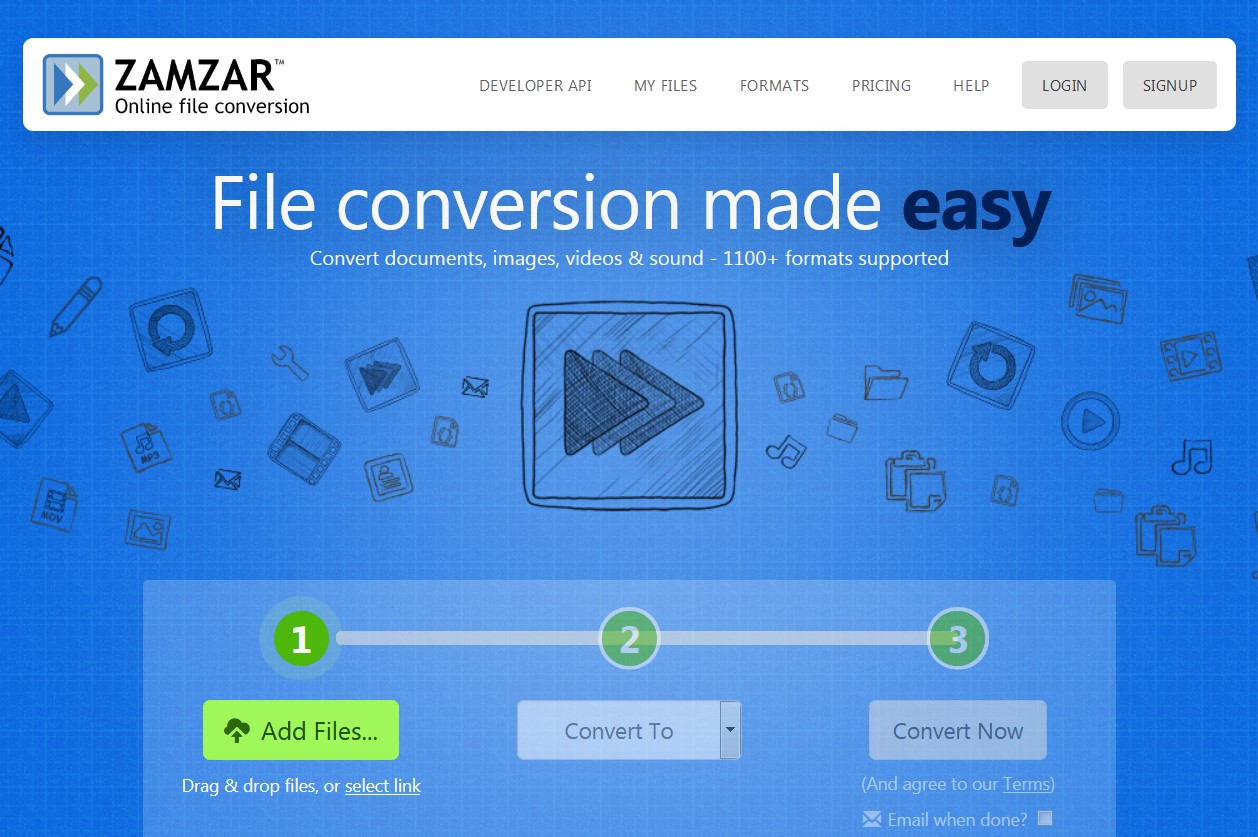 ZAMZAR™
Online file conversion
DEVELOPER API MY FILES FORMATS PRICING HELP LOGIN SIGNUP
File conversion made easy
Convert documents, images, videos & sound - 1100+ formats supported
MP3
MOV
1 2 3
Add Files... Convert To Convert Now
Drag & drop files, or select link (And agree to our Terms)
Email when done?